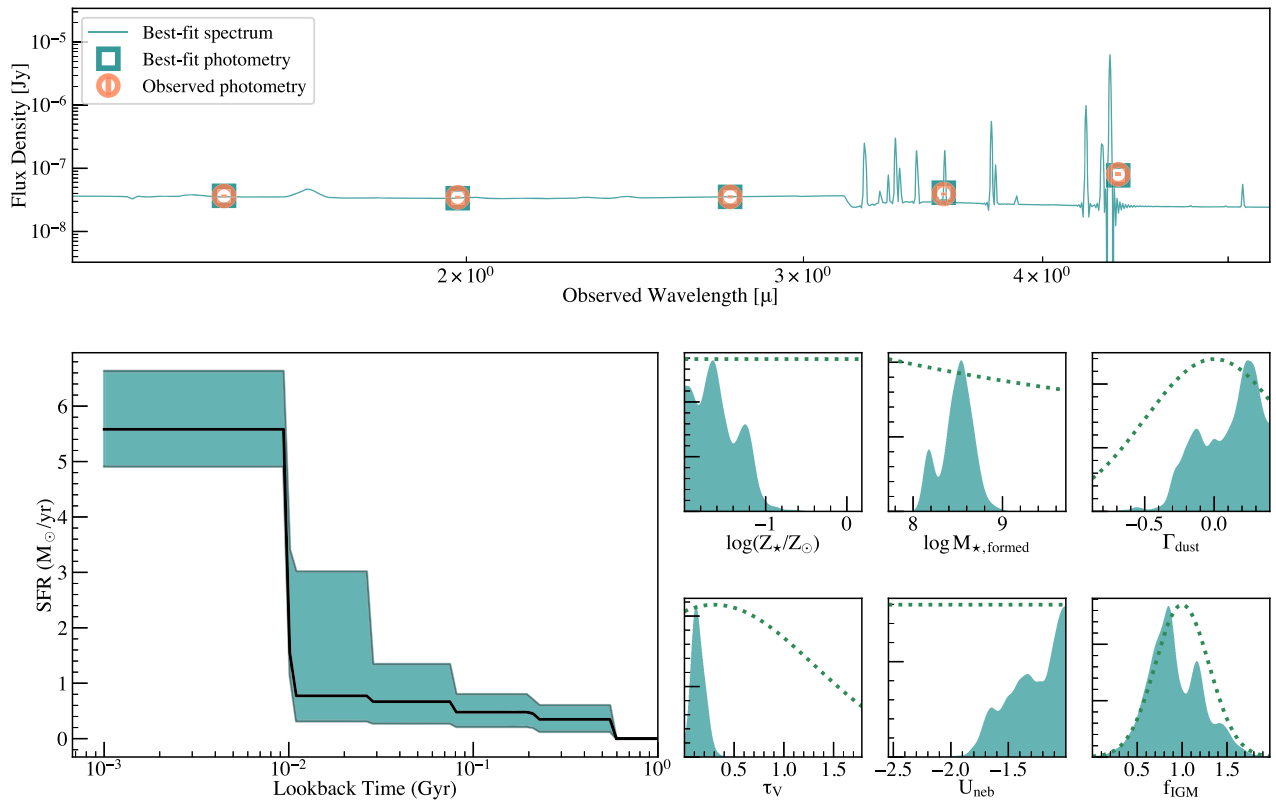 Best-fit spectrum
Best-fit photometry
Observed photometry
Flux Density [Jy]
10⁻⁵
10⁻⁶
10⁻⁷
10⁻⁸
2 × 10⁰
3 × 10⁰
4 × 10⁰
Observed Wavelength [μ]
SFR (M⊙/yr)
6
5
4
3
2
1
0
10⁻³
10⁻²
10⁻¹
10⁰
Lookback Time (Gyr)
−1
0
log(Z⋆/Z⊙)
8
9
log M⋆,formed
−0.5
0.0
Γdust
0.5
1.0
1.5
τV
−2.5
−2.0
−1.5
Uneb
0.5
1.0
1.5
fIGM